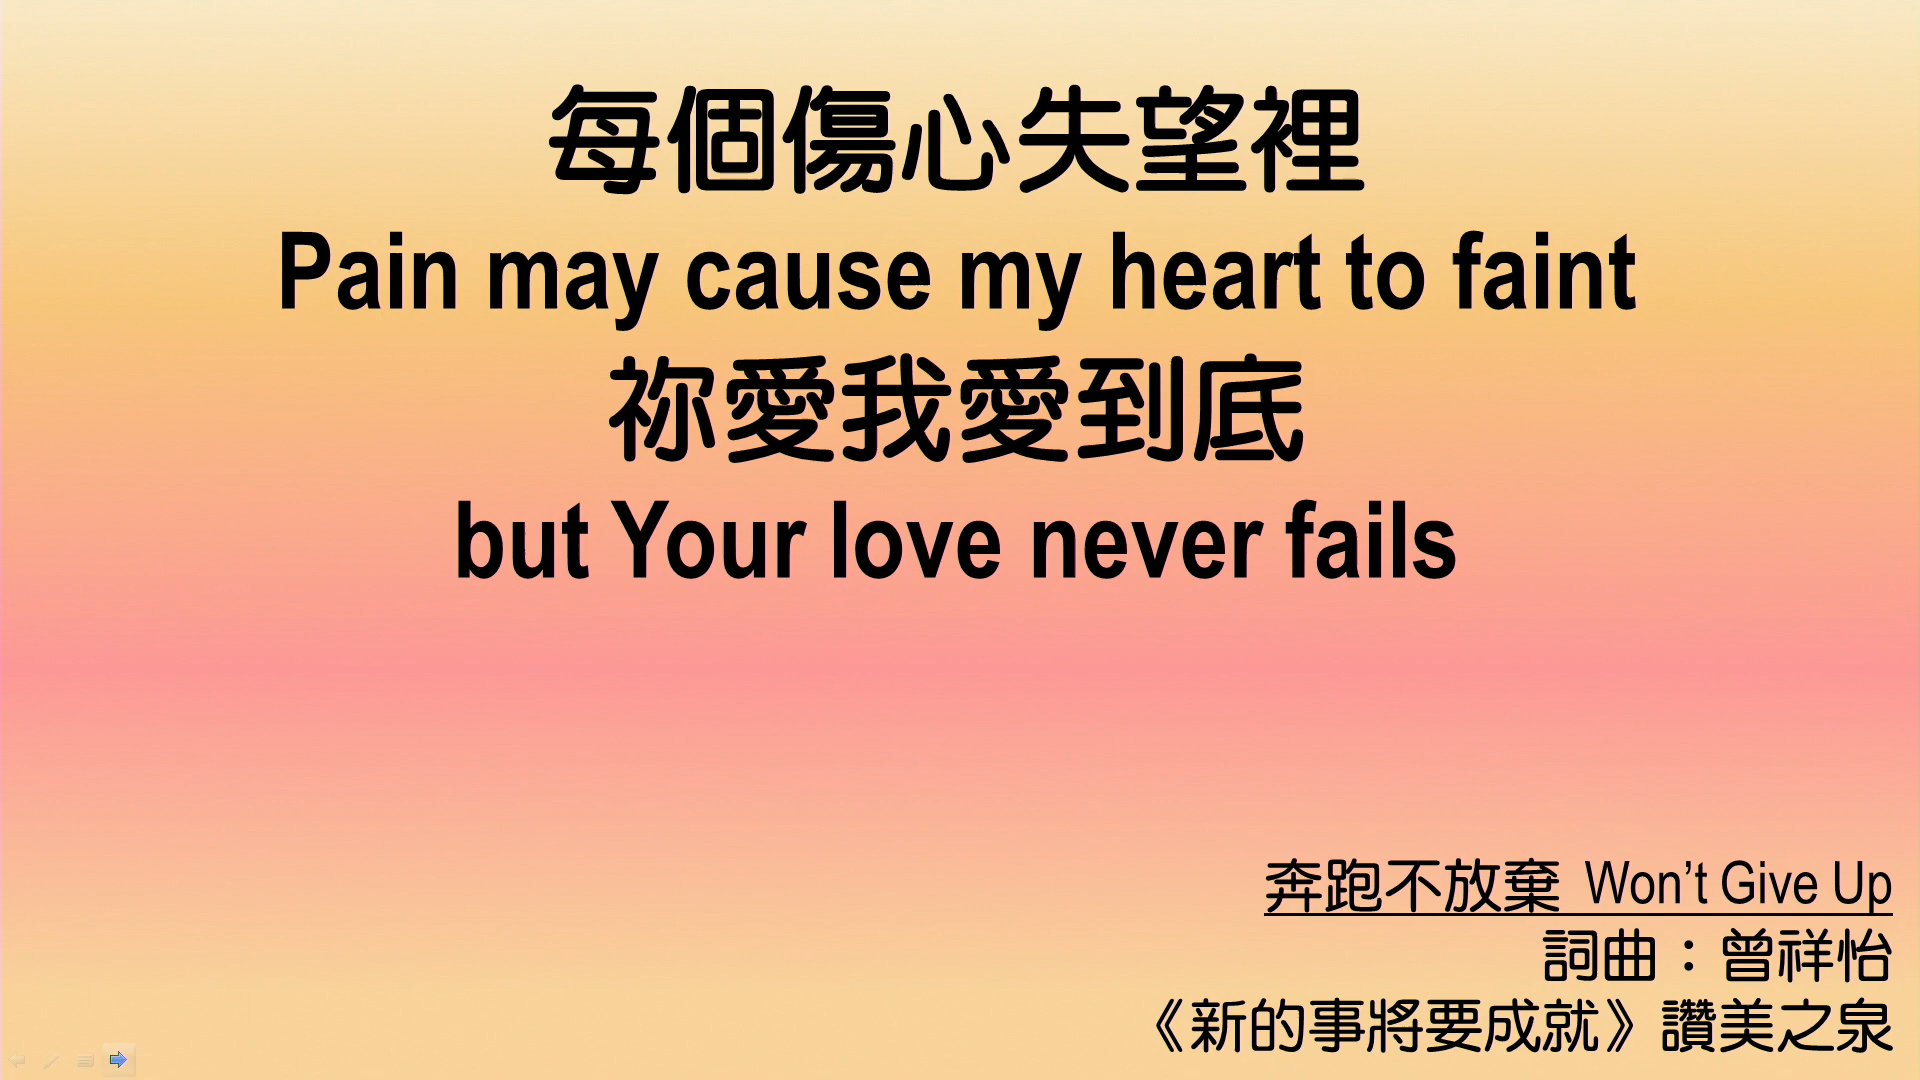 每個傷心失望裡
Pain may cause my heart to faint
祢愛我愛到底
but Your love never fails
奔跑不放棄 Won’t Give Up
詞曲：曾祥怡
《新的事將要成就》讚美之泉